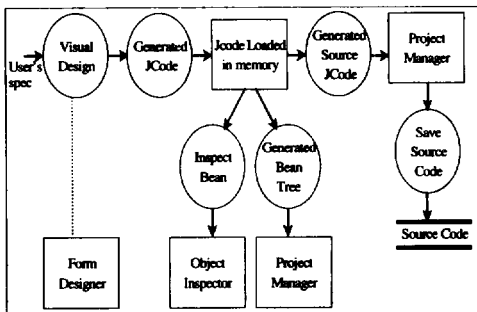 User's
spec
Visual
Design
Generated
JCode
Jcode Loaded
in memory
Generated
Source
JCode
Project
Manager
Inspect
Bean
Generated
Bean
Tree
Save
Source
Code
Form
Designer
Object
Inspector
Project
Manager
Source Code